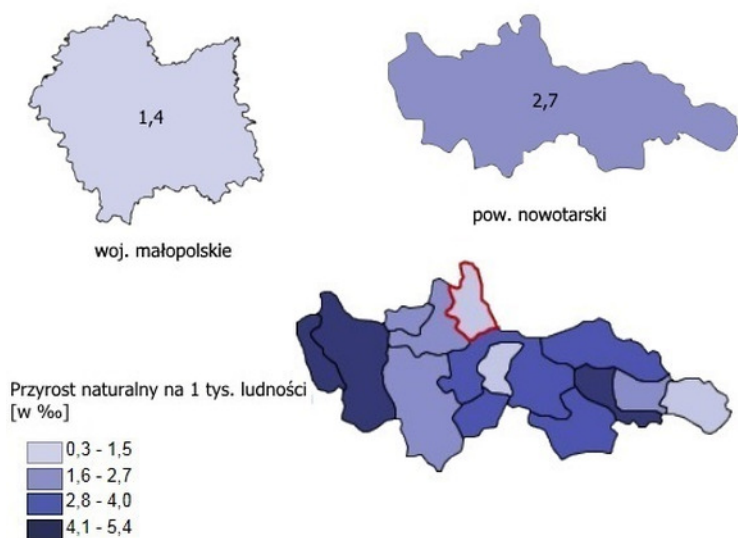 1,4
2,7
woj. małopolskie
pow. nowotarski
Przyrost naturalny na 1 tys. ludności
[w ‰]
0,3 - 1,5
1,6 - 2,7
2,8 - 4,0
4,1 - 5,4